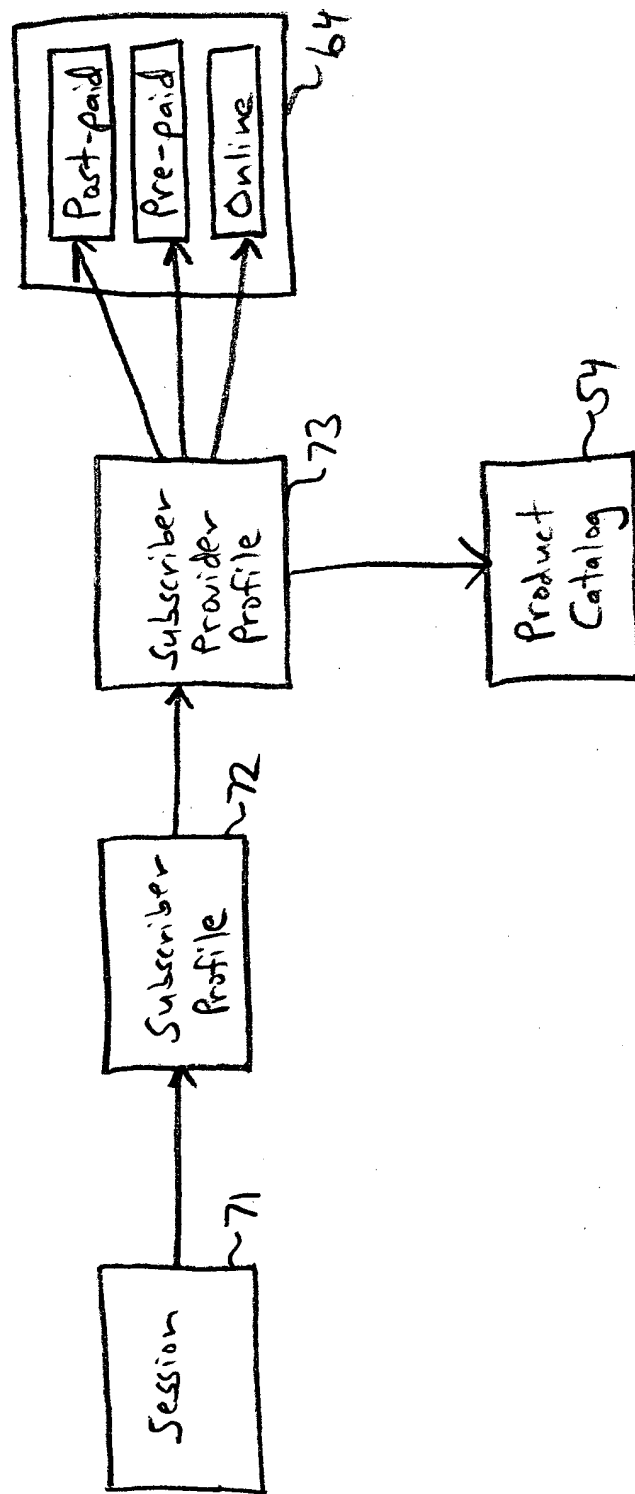 Session
71
Subscriber
Profile
72
Subscriber
Provider
Profile
73
Post-paid
Pre-paid
Online
64
Product
Catalog
54